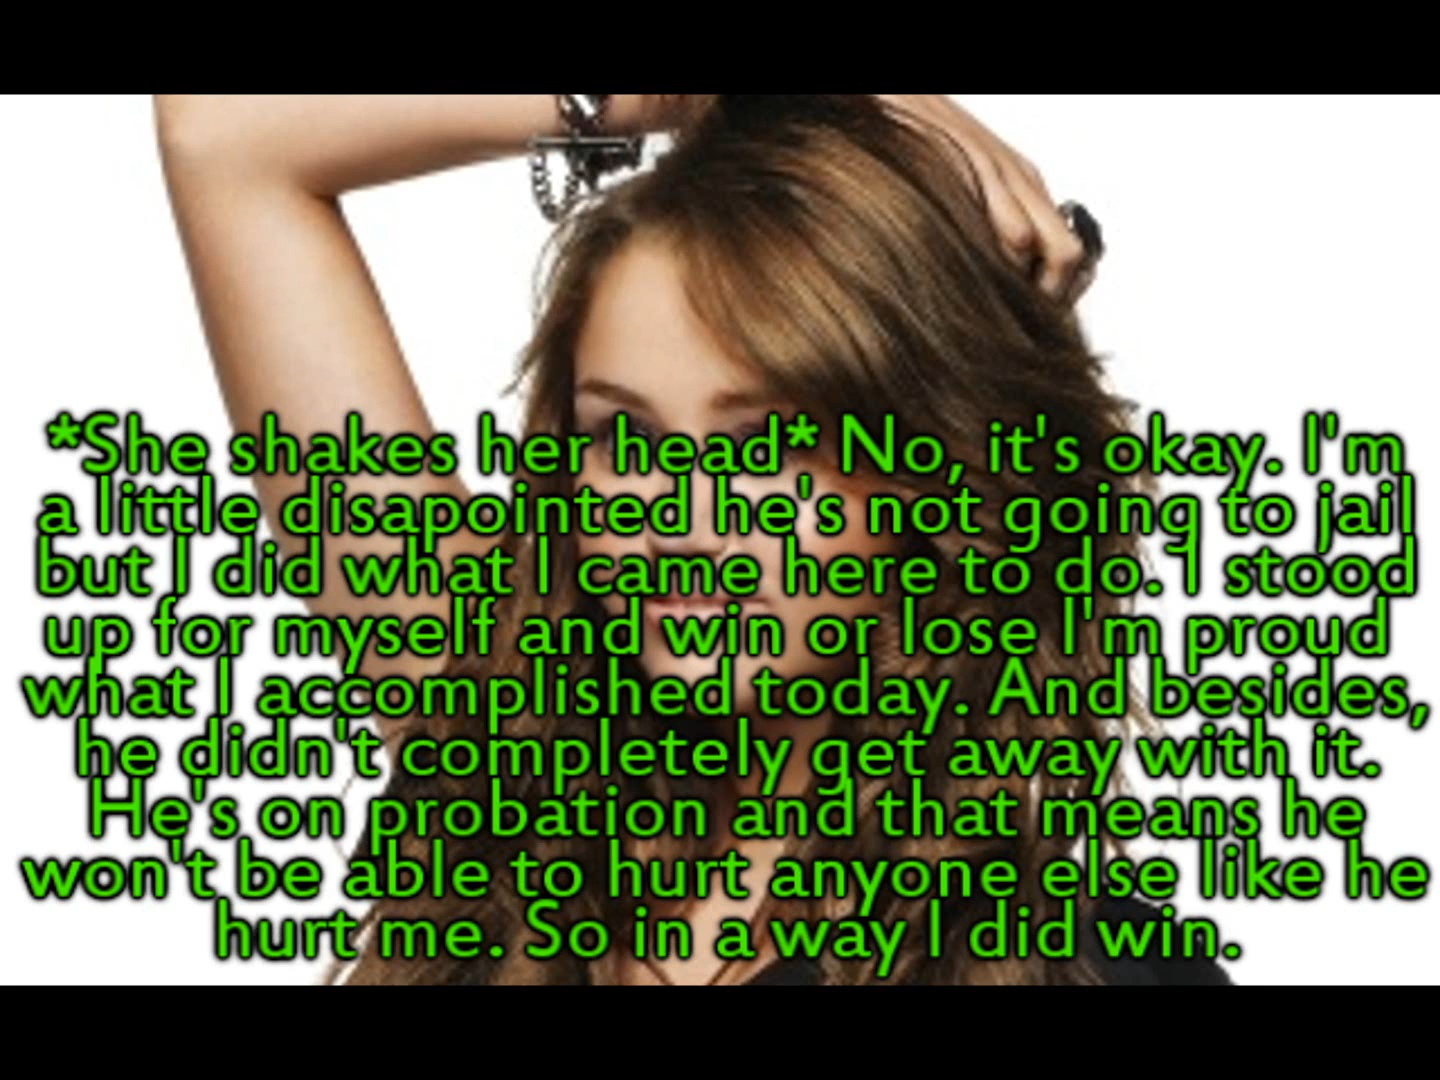 *She shakes her head* No, it's okay. I'm
a little disapointed he's not going to jail
but I did what I came here to do. I stood
up for myself and win or lose I'm proud
what I accomplished today. And besides,
he didn't completely get away with it.
He's on probation and that means he
won't be able to hurt anyone else like he
hurt me. So in a way I did win.